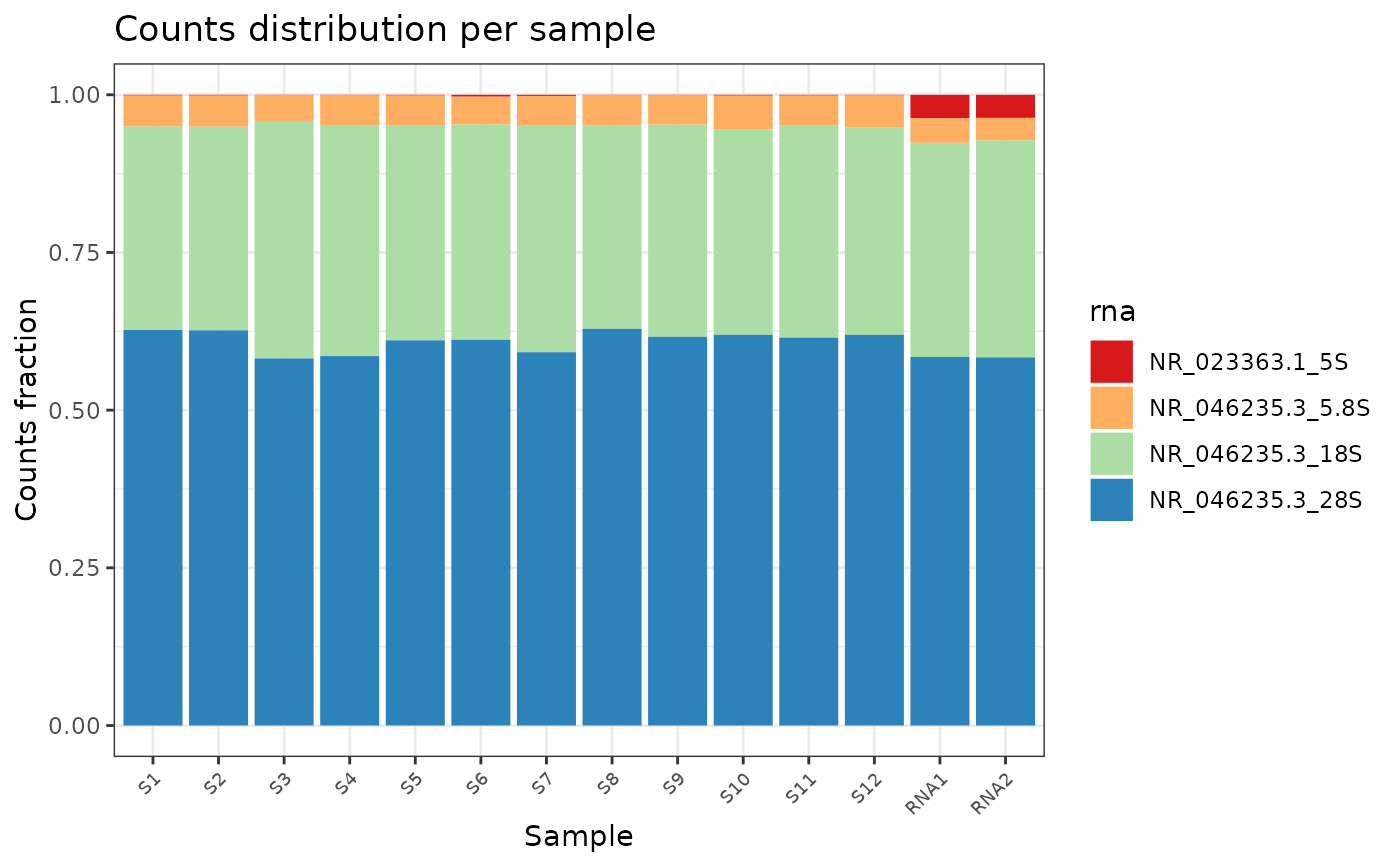 Counts distribution per sample
Counts fraction
1.00
0.75
0.50
0.25
0.00
S1 S2 S3 S4 S5 S6 S7 S8 S9 S10 S11 S12 RNA1 RNA2
Sample
rna
NR_023363.1_5S
NR_046235.3_5.8S
NR_046235.3_18S
NR_046235.3_28S